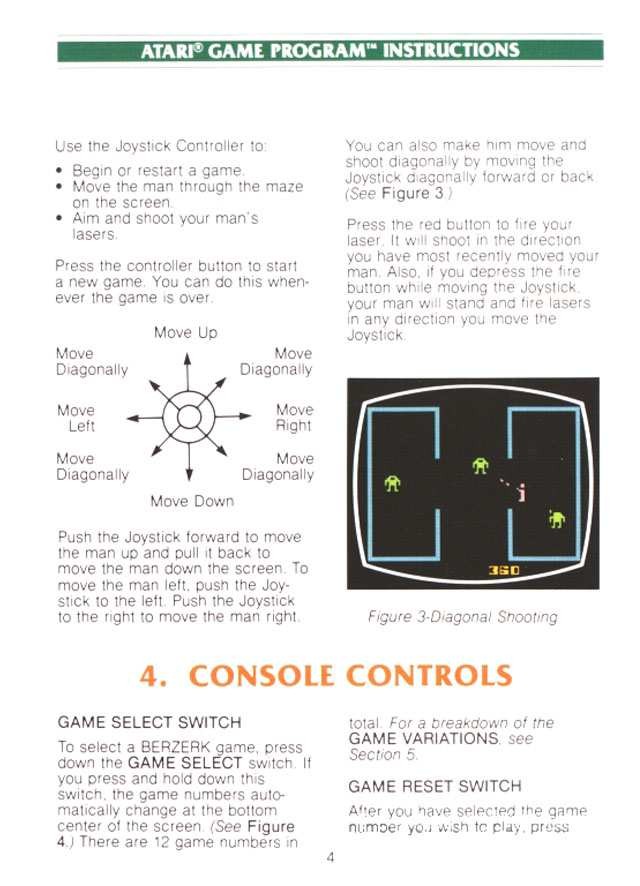 ATARI® GAME PROGRAM™ INSTRUCTIONS
Use the Joystick Controller to:
• Begin or restart a game.
• Move the man through the maze
on the screen.
• Aim and shoot your man's
lasers.
Press the controller button to start
a new game. You can do this when-
ever the game is over.
Move Up
Move
Diagonally
Move
Diagonally
Move
Left
Move
Right
Move
Diagonally
Move
Diagonally
Move Down
Push the Joystick forward to move
the man up and pull it back to
move the man down the screen. To
move the man left, push the Joy-
stick to the left. Push the Joystick
to the right to move the man right.
You can also make him move and
shoot diagonally by moving the
Joystick diagonally forward or back
(See Figure 3.)
Press the red button to fire your
laser. It will shoot in the direction
you have most recently moved your
man. Also, if you depress the fire
button while moving the Joystick,
your man will stand and fire lasers
in any direction you move the
Joystick.
360
Figure 3-Diagonal Shooting
4. CONSOLE CONTROLS
GAME SELECT SWITCH
To select a BERZERK game, press
down the GAME SELECT switch. If
you press and hold down this
switch, the game numbers auto-
matically change at the bottom
center of the screen. (See Figure
4.) There are 12 game numbers in
total. For a breakdown of the
GAME VARIATIONS, see
Section 5.
GAME RESET SWITCH
After you have selected the game
number you wish to play, press
4